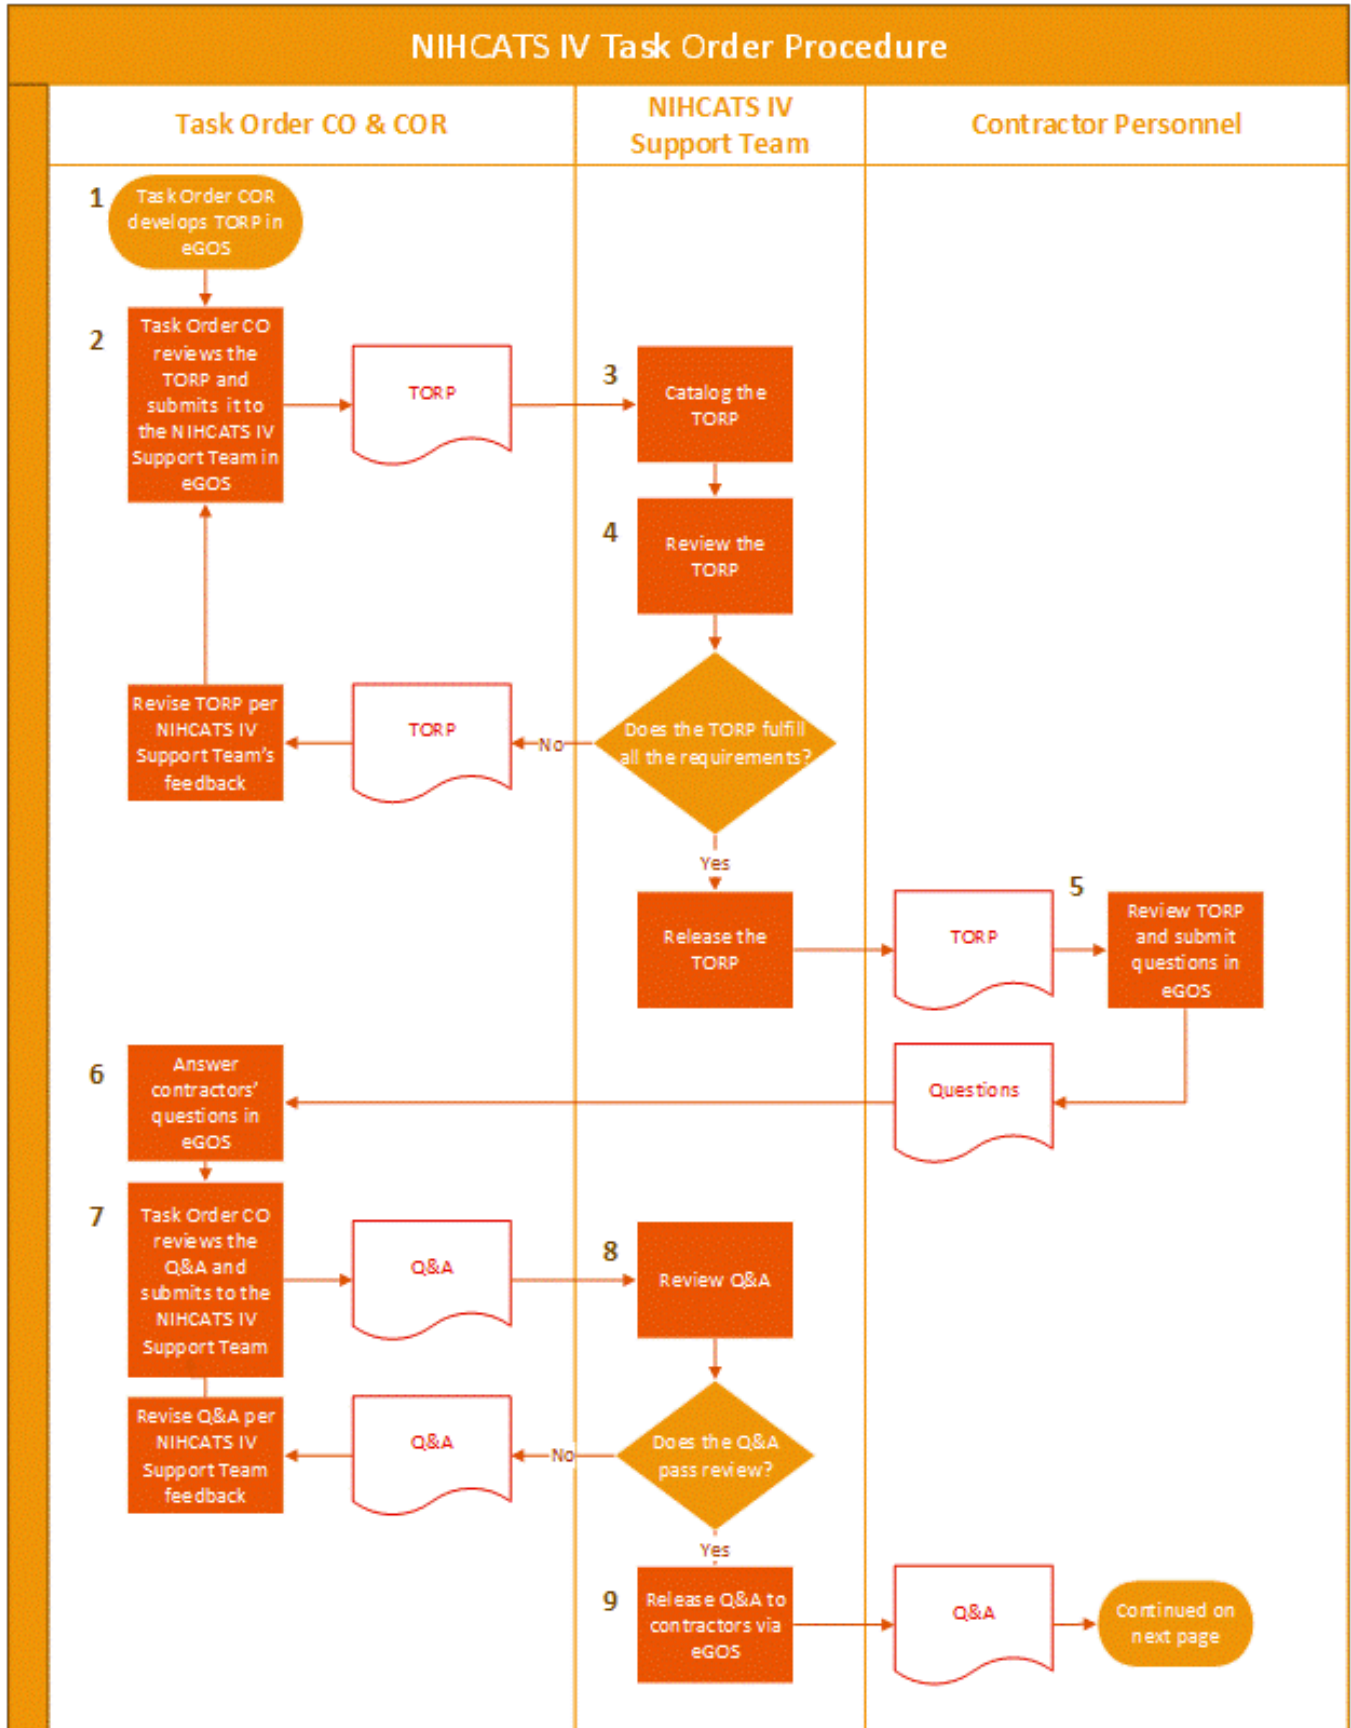 NIHCATS IV Task Order Procedure
Task Order CO & COR
NIHCATS IV
Support Team
Contractor Personnel
1
Task Order COR
develops TORP in
eGOS
2
Task Order CO
reviews the
TORP and
submits it to
the NIHCATS IV
Support Team in
eGOS
TORP
3
Catalog the
TORP
4
Review the
TORP
Does the TORP fulfill
all the requirements?
No
TORP
Revise TORP per
NIHCATS IV
Support Team's
feedback
Yes
Release the
TORP
TORP
5
Review TORP
and submit
questions in
eGOS
Questions
6
Answer
contractors'
questions in
eGOS
7
Task Order CO
reviews the
Q&A and
submits to the
NIHCATS IV
Support Team
Q&A
8
Review Q&A
Does the Q&A
pass review?
No
Q&A
Revise Q&A per
NIHCATS IV
Support Team
feedback
Yes
9
Release Q&A to
contractors via
eGOS
Q&A
Continued on
next page